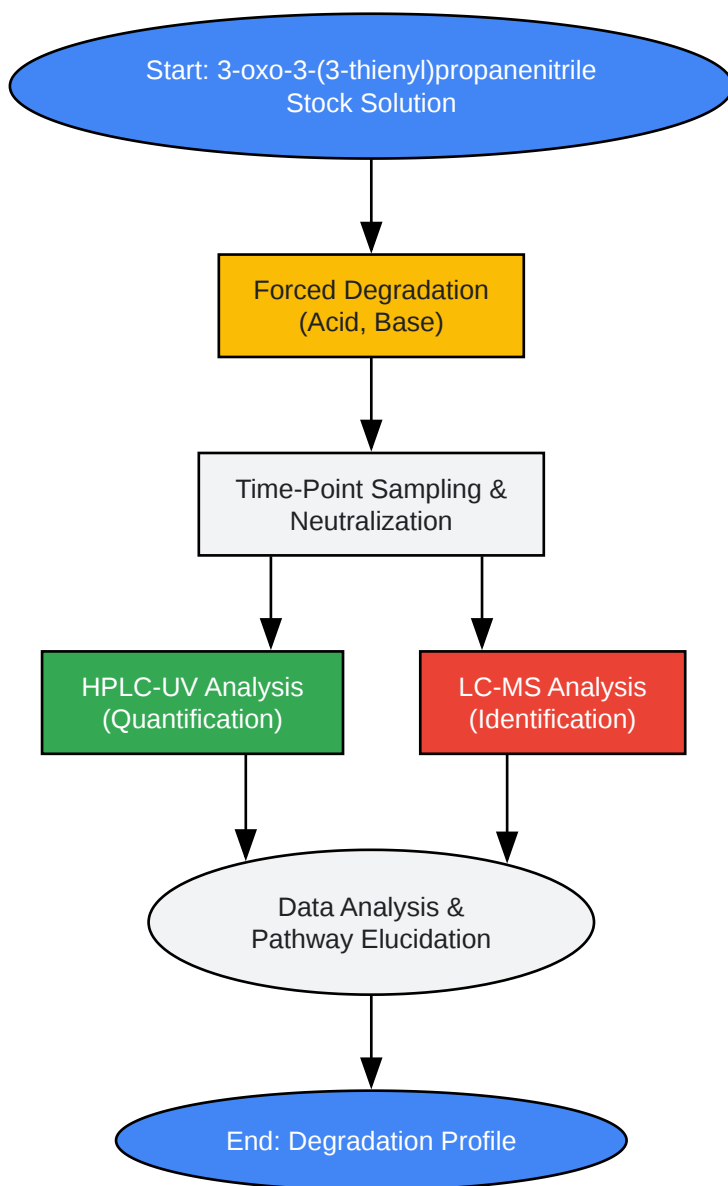 Start: 3-oxo-3-(3-thienyl)propanenitrile
Stock Solution
Forced Degradation
(Acid, Base)
Time-Point Sampling &
Neutralization
HPLC-UV Analysis
(Quantification)
LC-MS Analysis
(Identification)
Data Analysis &
Pathway Elucidation
End: Degradation Profile